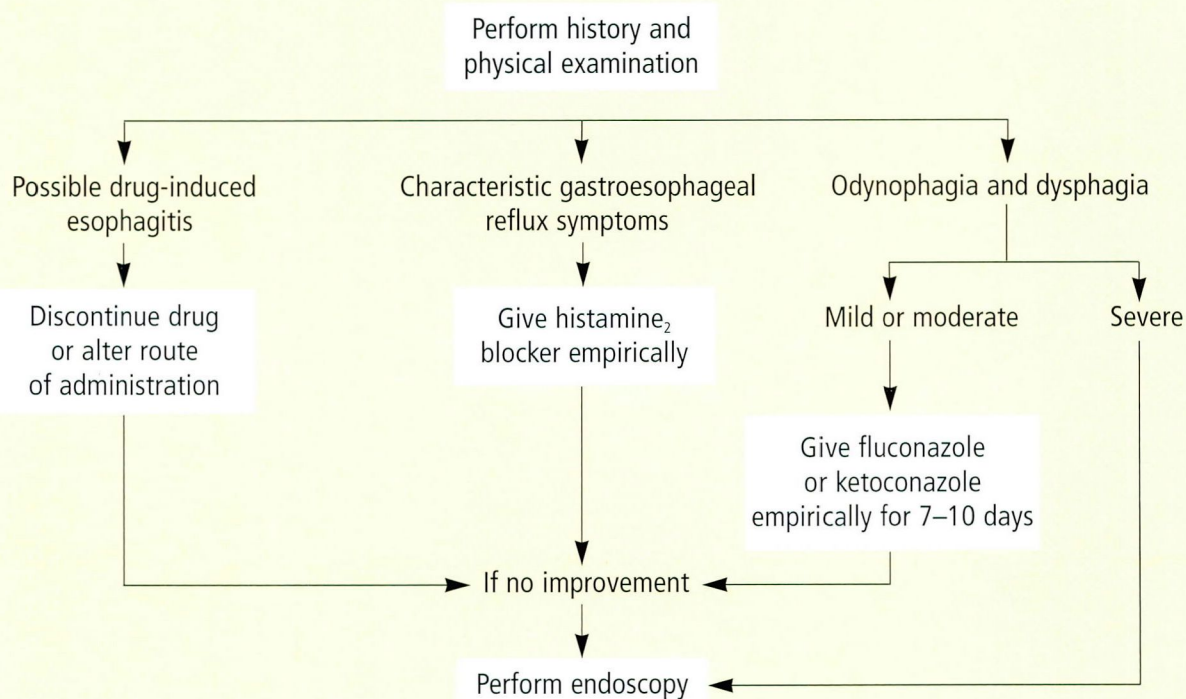 Perform history and
physical examination
Possible drug-induced
esophagitis
Characteristic gastroesophageal
reflux symptoms
Odynophagia and dysphagia
Discontinue drug
or alter route
of administration
Give histamine₂
blocker empirically
Mild or moderate
Severe
Give fluconazole
or ketoconazole
empirically for 7–10 days
If no improvement
Perform endoscopy